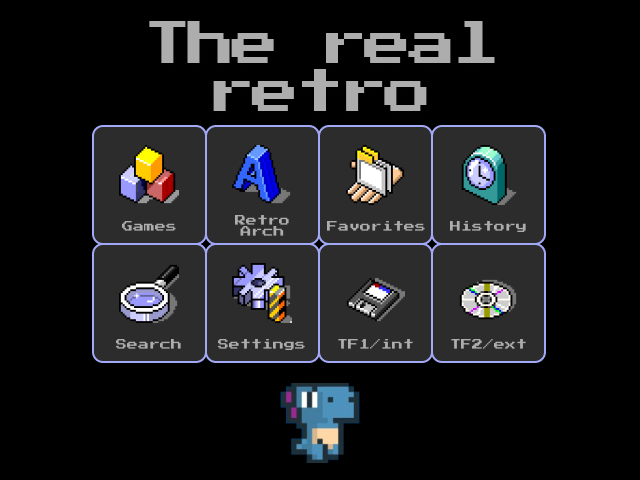 The real
retro
Games
Retro
Arch
Favorites
History
Search
Settings
TF1/int
TF2/ext